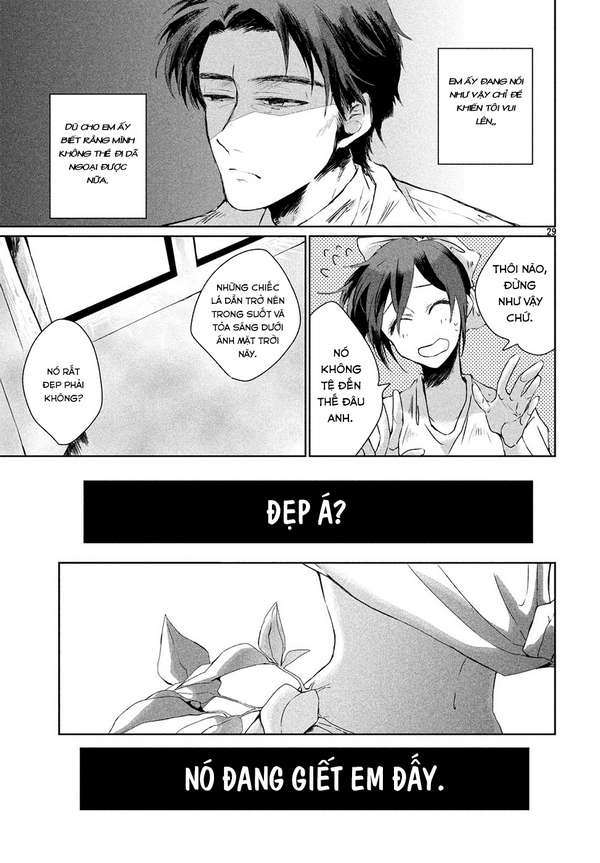 EM ẤY ĐANG NÓI
NHƯ VẬY CHỈ ĐỂ
KHIẾN TÔI VUI
LÊN,,
DÙ CHO EM ẤY
BIẾT RẰNG MÌNH
KHÔNG THỂ ĐI DÃ
NGOẠI ĐƯỢC
NỮA.
29
THÔI NÀO,
ĐỪNG
NHƯ VẬY
CHỨ.
NÓ
KHÔNG
TỆ ĐẾN
THẾ ĐÂU
ANH.
NHỮNG CHIẾC
LÁ DẦN TRỞ NÊN
TRONG SUỐT VÀ
TỎA SÁNG DƯỚI
ÁNH MẶT TRỜI
NÀY.
NÓ RẤT
ĐẸP PHẢI
KHÔNG?
ĐẸP Á?
NÓ ĐANG GIẾT EM ĐẤY.